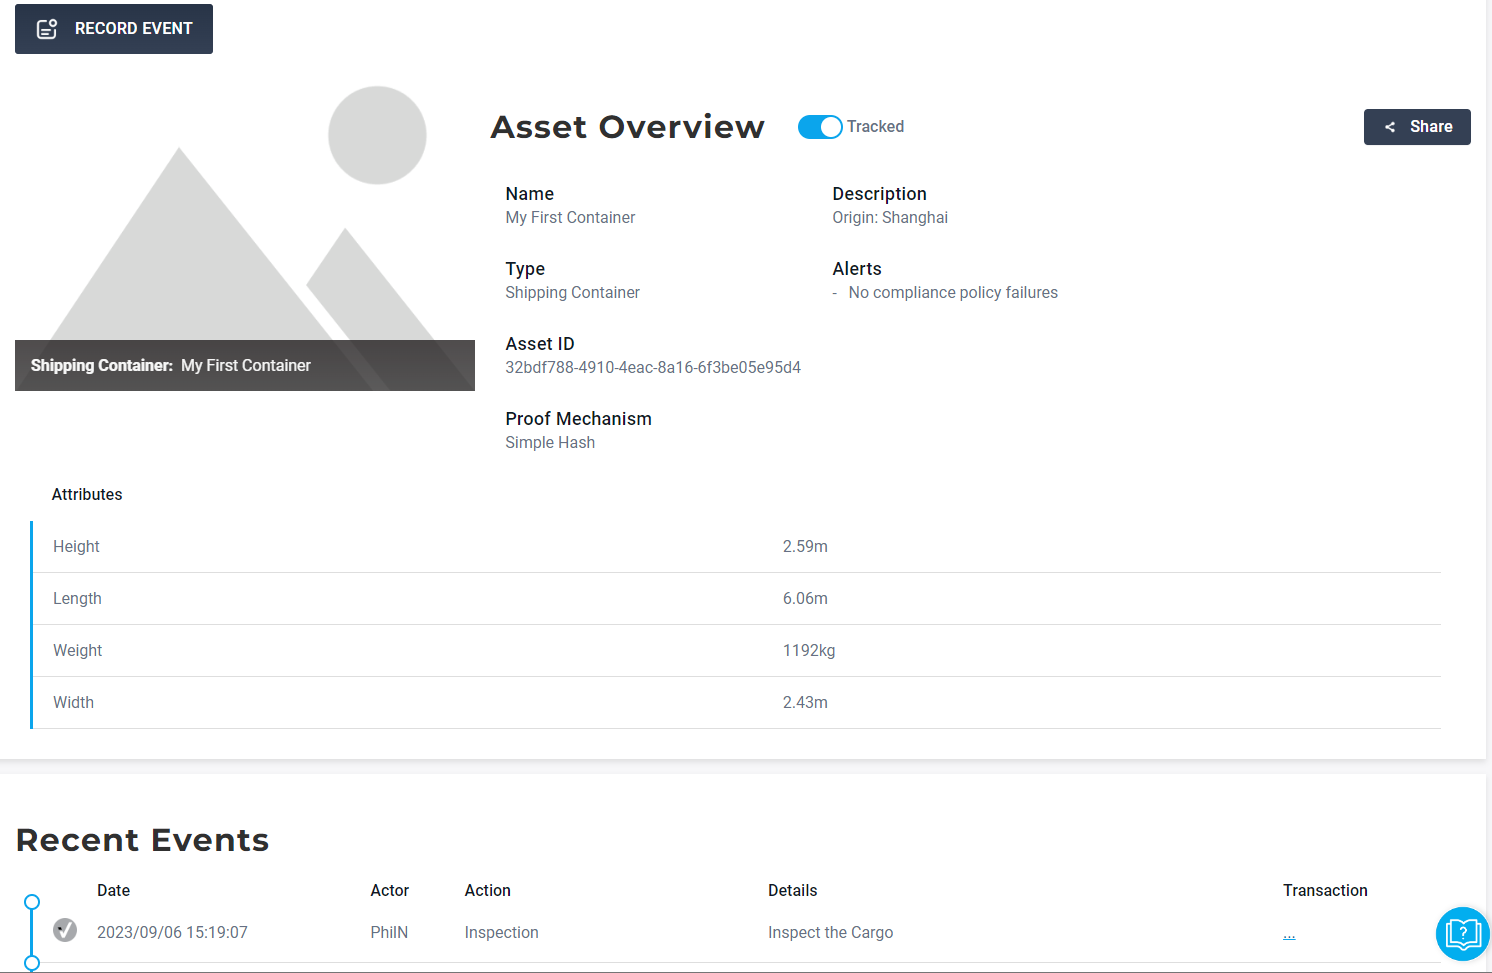 RECORD EVENT
Asset Overview
Tracked
Share
Name
My First Container
Description
Origin: Shanghai
Type
Shipping Container
Alerts
- No compliance policy failures
Asset ID
32bdf788-4910-4eac-8a16-6f3be05e95d4
Proof Mechanism
Simple Hash
Shipping Container: My First Container
Attributes
Height 2.59m
Length 6.06m
Weight 1192kg
Width 2.43m
Recent Events
Date Actor Action Details Transaction
2023/09/06 15:19:07 PhilN Inspection Inspect the Cargo ...
?